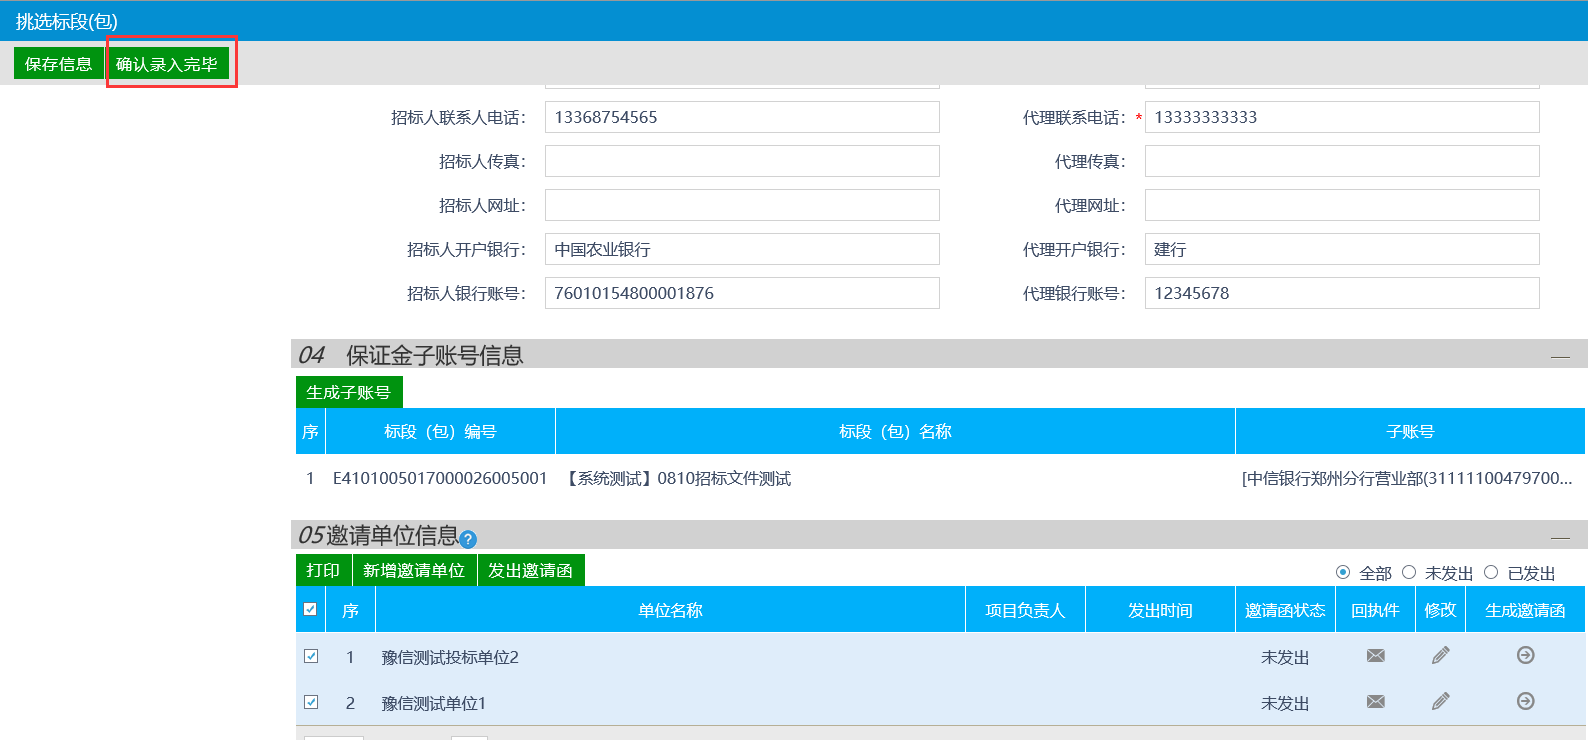 挑选标段(包)
保存信息 确认录入完毕
招标人联系人电话： 13368754565 代理联系电话：* 13333333333
招标人传真： 代理传真：
招标人网址： 代理网址：
招标人开户银行： 中国农业银行 代理开户银行： 建行
招标人银行账号： 76010154800001876 代理银行账号： 12345678
04 保证金子账号信息
生成子账号
序 标段（包）编号 标段（包）名称 子账号
1 E4101005017000026005001 【系统测试】0810招标文件测试 [中信银行郑州分行营业部(31111100479700...
05邀请单位信息?
打印 新增邀请单位 发出邀请函 全部 未发出 已发出
序 单位名称 项目负责人 发出时间 邀请函状态 回执件 修改 生成邀请函
1 豫信测试投标单位2 未发出
2 豫信测试单位1 未发出